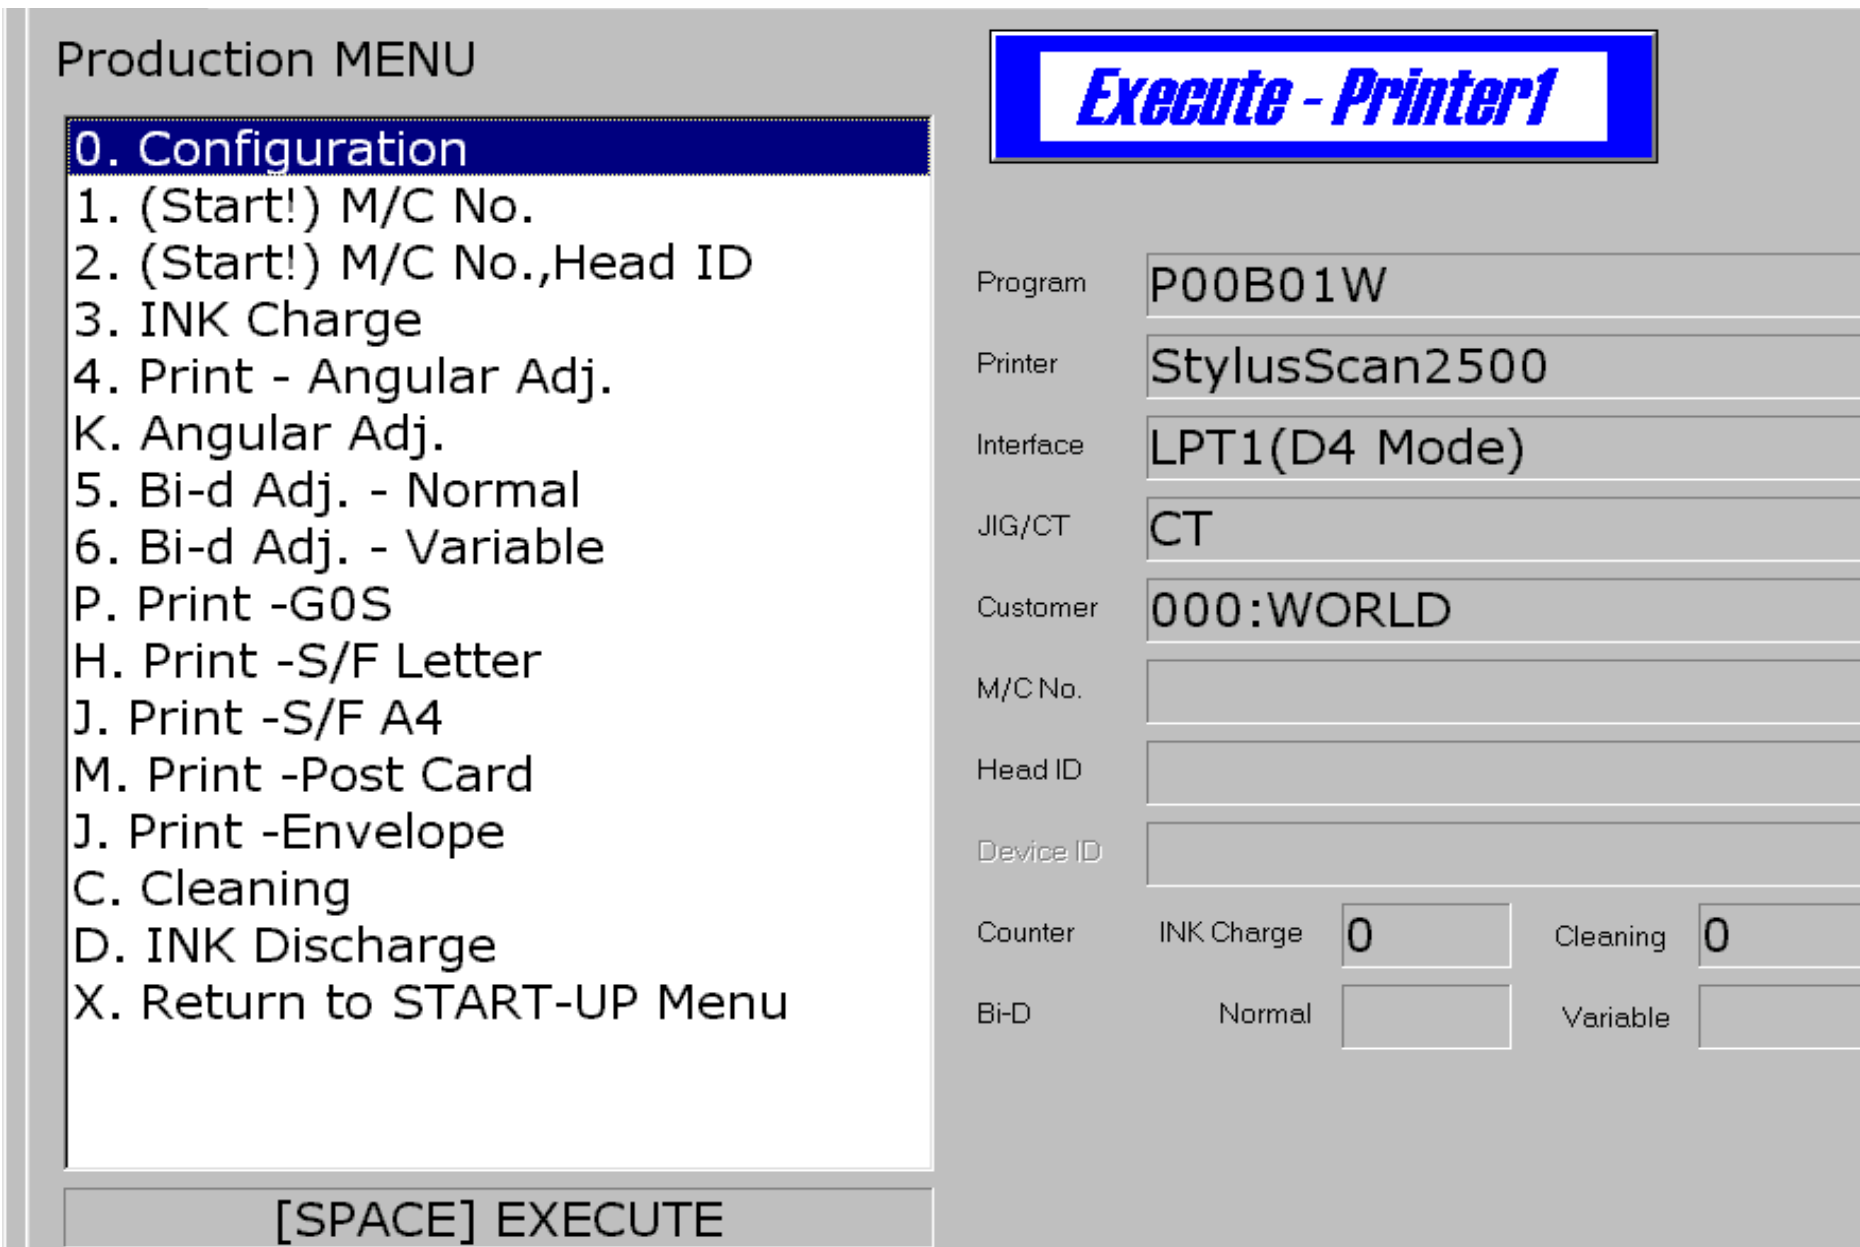 Production MENU
0. Configuration
1. (Start!) M/C No.
2. (Start!) M/C No.,Head ID
3. INK Charge
4. Print - Angular Adj.
K. Angular Adj.
5. Bi-d Adj. - Normal
6. Bi-d Adj. - Variable
P. Print -G0S
H. Print -S/F Letter
J. Print -S/F A4
M. Print -Post Card
J. Print -Envelope
C. Cleaning
D. INK Discharge
X. Return to START-UP Menu
[SPACE] EXECUTE
Execute - Printer1
Program P00B01W
Printer StylusScan2500
Interface LPT1(D4 Mode)
JIG/CT CT
Customer 000:WORLD
M/C No.
Head ID
Device ID
Counter INK Charge 0 Cleaning 0
Bi-D Normal Variable